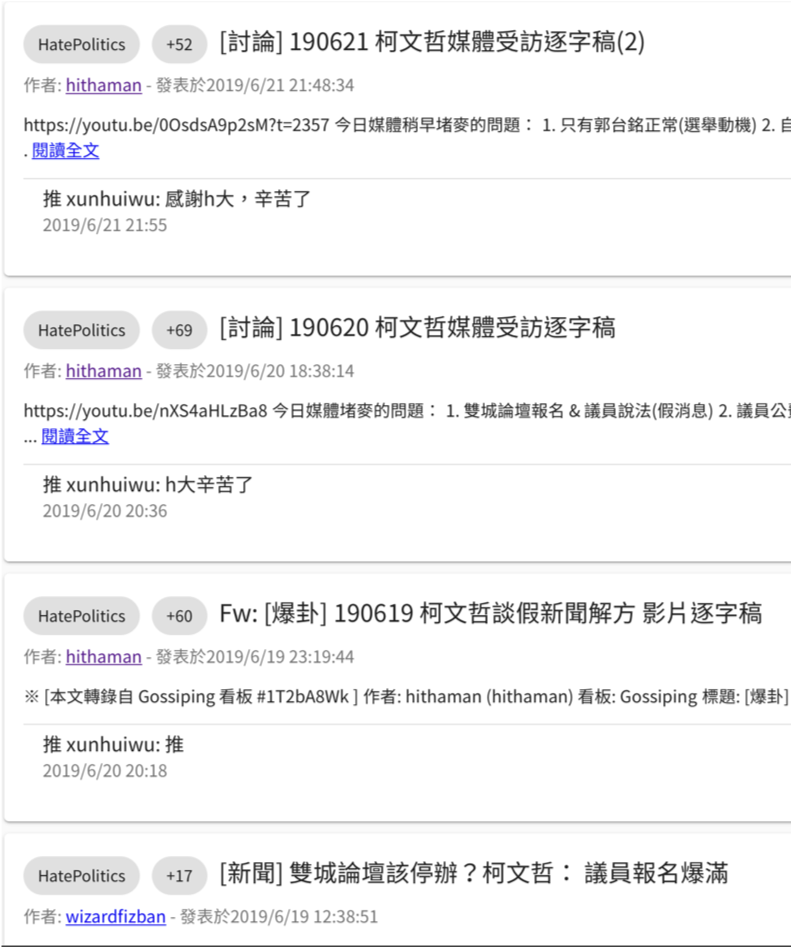 HatePolitics +52 [討論] 190621 柯文哲媒體受訪逐字稿(2)
作者: hithaman - 發表於2019/6/21 21:48:34
https://youtu.be/0OsdsA9p2sM?t=2357 今日媒體稍早堵麥的問題： 1. 只有郭台銘正常(選舉動機) 2. 自
. 閱讀全文
推 xunhuiwu: 感謝h大，辛苦了
2019/6/21 21:55
HatePolitics +69 [討論] 190620 柯文哲媒體受訪逐字稿
作者: hithaman - 發表於2019/6/20 18:38:14
https://youtu.be/nXS4aHLzBa8 今日媒體堵麥的問題： 1. 雙城論壇報名 & 議員說法(假消息) 2. 議員公
... 閱讀全文
推 xunhuiwu: h大辛苦了
2019/6/20 20:36
HatePolitics +60 Fw: [爆卦] 190619 柯文哲談假新聞解方 影片逐字稿
作者: hithaman - 發表於2019/6/19 23:19:44
※ [本文轉錄自 Gossiping 看板 #1T2bA8Wk ] 作者: hithaman (hithaman) 看板: Gossiping 標題: [爆卦]
推 xunhuiwu: 推
2019/6/20 20:18
HatePolitics +17 [新聞] 雙城論壇該停辦？柯文哲： 議員報名爆滿
作者: wizardfizban - 發表於2019/6/19 12:38:51